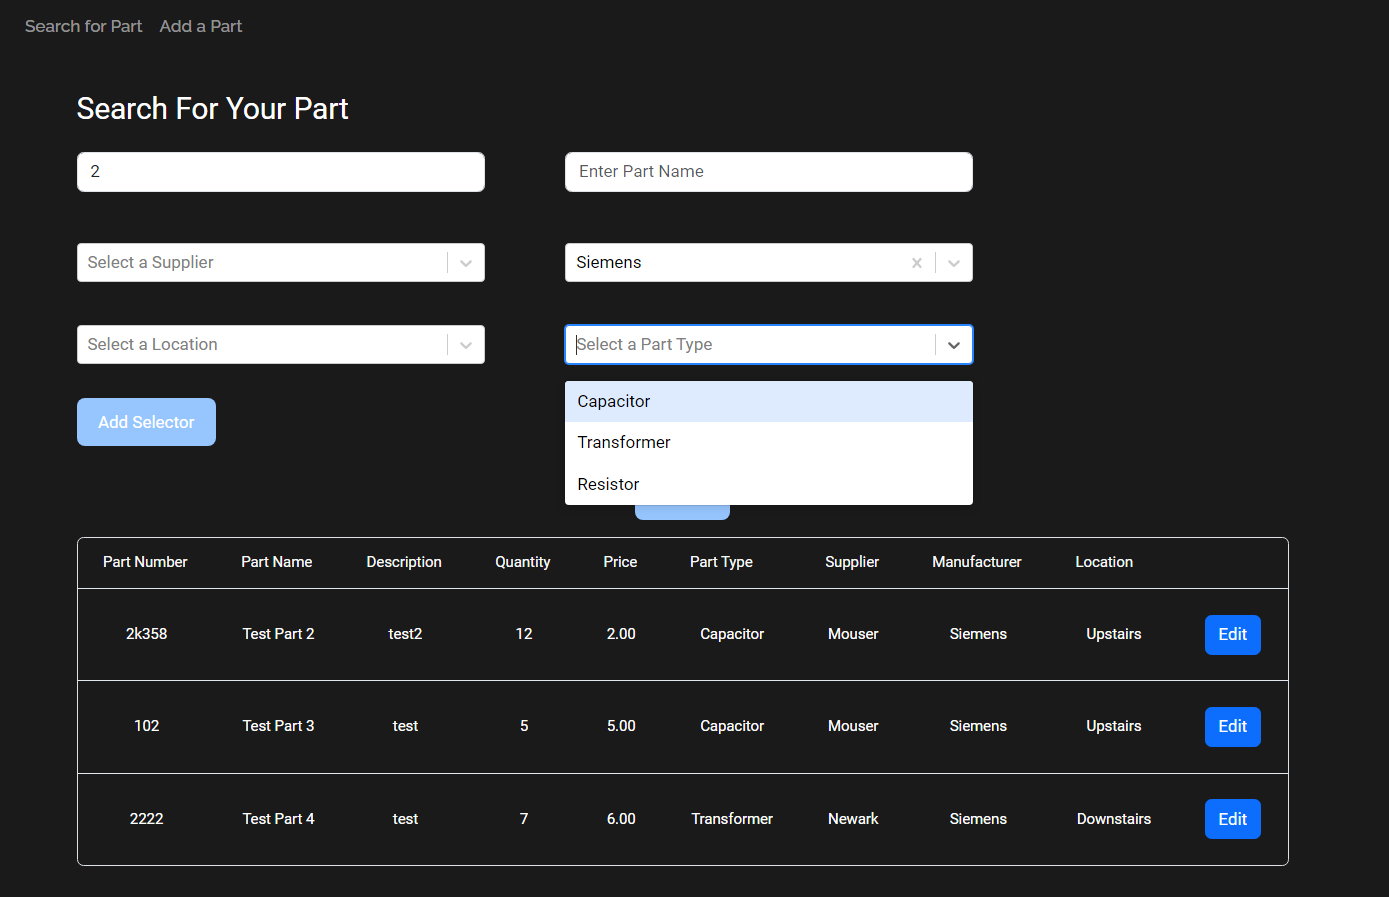 Search for Part Add a Part
Search For Your Part
2 Enter Part Name
Select a Supplier Siemens
Select a Location Select a Part Type
Capacitor
Add Selector
Transformer
Resistor
Part Number Part Name Description Quantity Price Part Type Supplier Manufacturer Location
2k358 Test Part 2 test2 12 2.00 Capacitor Mouser Siemens Upstairs Edit
102 Test Part 3 test 5 5.00 Capacitor Mouser Siemens Upstairs Edit
2222 Test Part 4 test 7 6.00 Transformer Newark Siemens Downstairs Edit